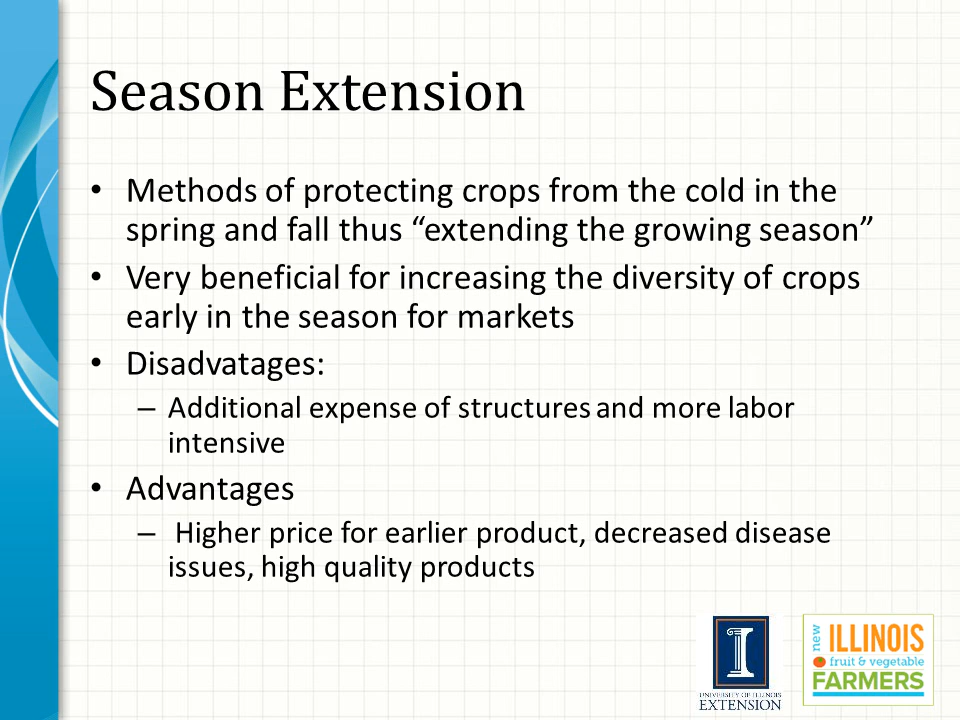 Season Extension
• Methods of protecting crops from the cold in the
spring and fall thus “extending the growing season”
• Very beneficial for increasing the diversity of crops
early in the season for markets
• Disadvatages:
– Additional expense of structures and more labor
intensive
• Advantages
– Higher price for earlier product, decreased disease
issues, high quality products
I
UNIVERSITY OF ILLINOIS
EXTENSION
new
ILLINOIS
fruit & vegetable
FARMERS